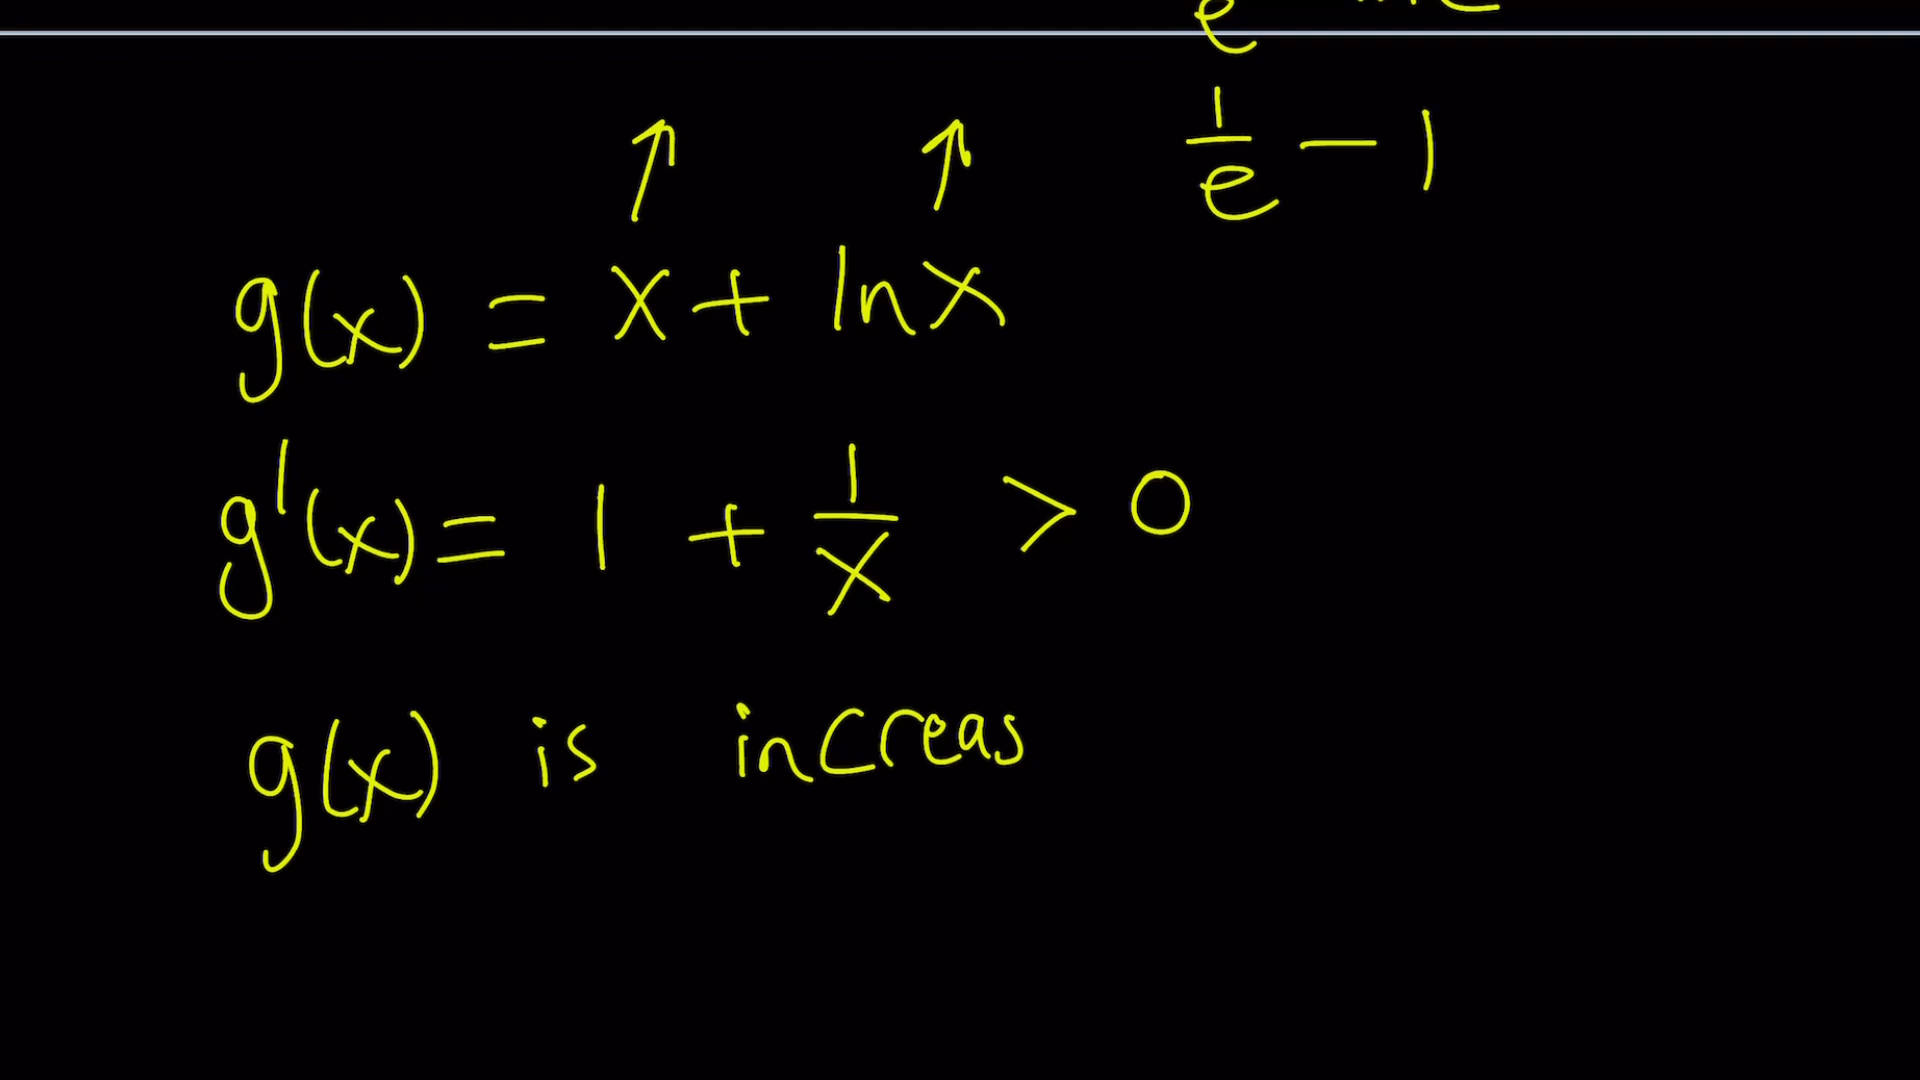 1/e - 1
g(x) = x + ln x
g'(x) = 1 + 1/x > 0
g(x) is increas